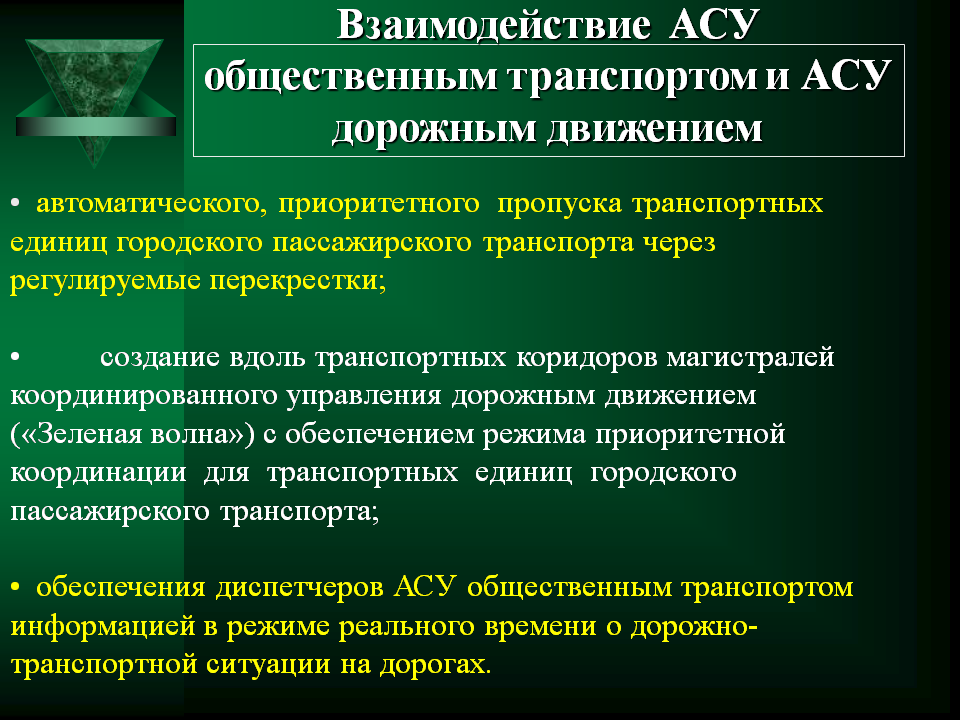 Взаимодействие АСУ
общественным транспортом и АСУ
дорожным движением
• автоматического, приоритетного пропуска транспортных
единиц городского пассажирского транспорта через
регулируемые перекрестки;
• создание вдоль транспортных коридоров магистралей
координированного управления дорожным движением
(«Зеленая волна») с обеспечением режима приоритетной
координации для транспортных единиц городского
пассажирского транспорта;
• обеспечения диспетчеров АСУ общественным транспортом
информацией в режиме реального времени о дорожно-
транспортной ситуации на дорогах.